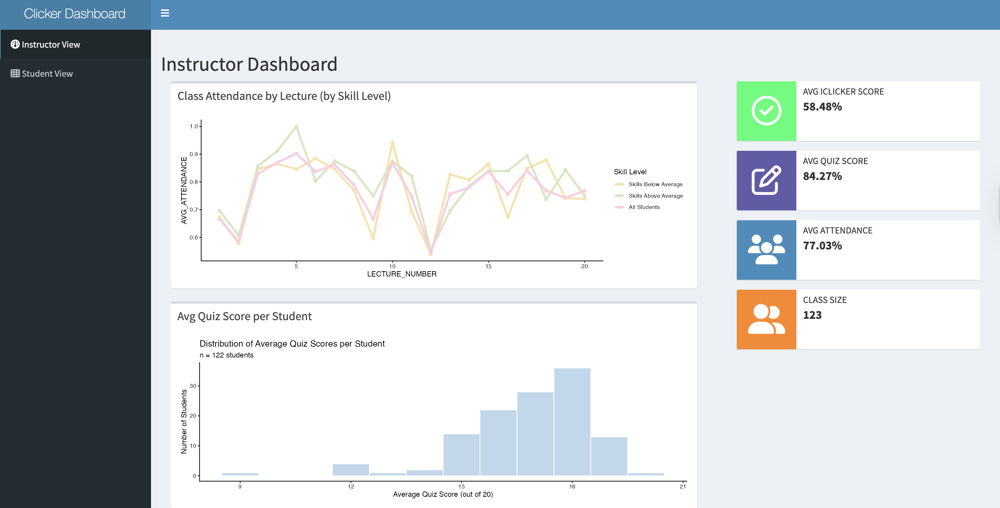 Clicker Dashboard
Instructor View
Student View
Instructor Dashboard
Class Attendance by Lecture (by Skill Level)
AVG_ATTENDANCE
1.0
0.9
0.8
0.7
0.6
5 10 15 20
LECTURE_NUMBER
Skill Level
Skills Below Average
Skills Above Average
All Students
Avg Quiz Score per Student
Distribution of Average Quiz Scores per Student
n = 122 students
Number of Students
30
20
10
0
9 12 15 18 21
Average Quiz Score (out of 20)
AVG ICLICKER SCORE
58.48%
AVG QUIZ SCORE
84.27%
AVG ATTENDANCE
77.03%
CLASS SIZE
123